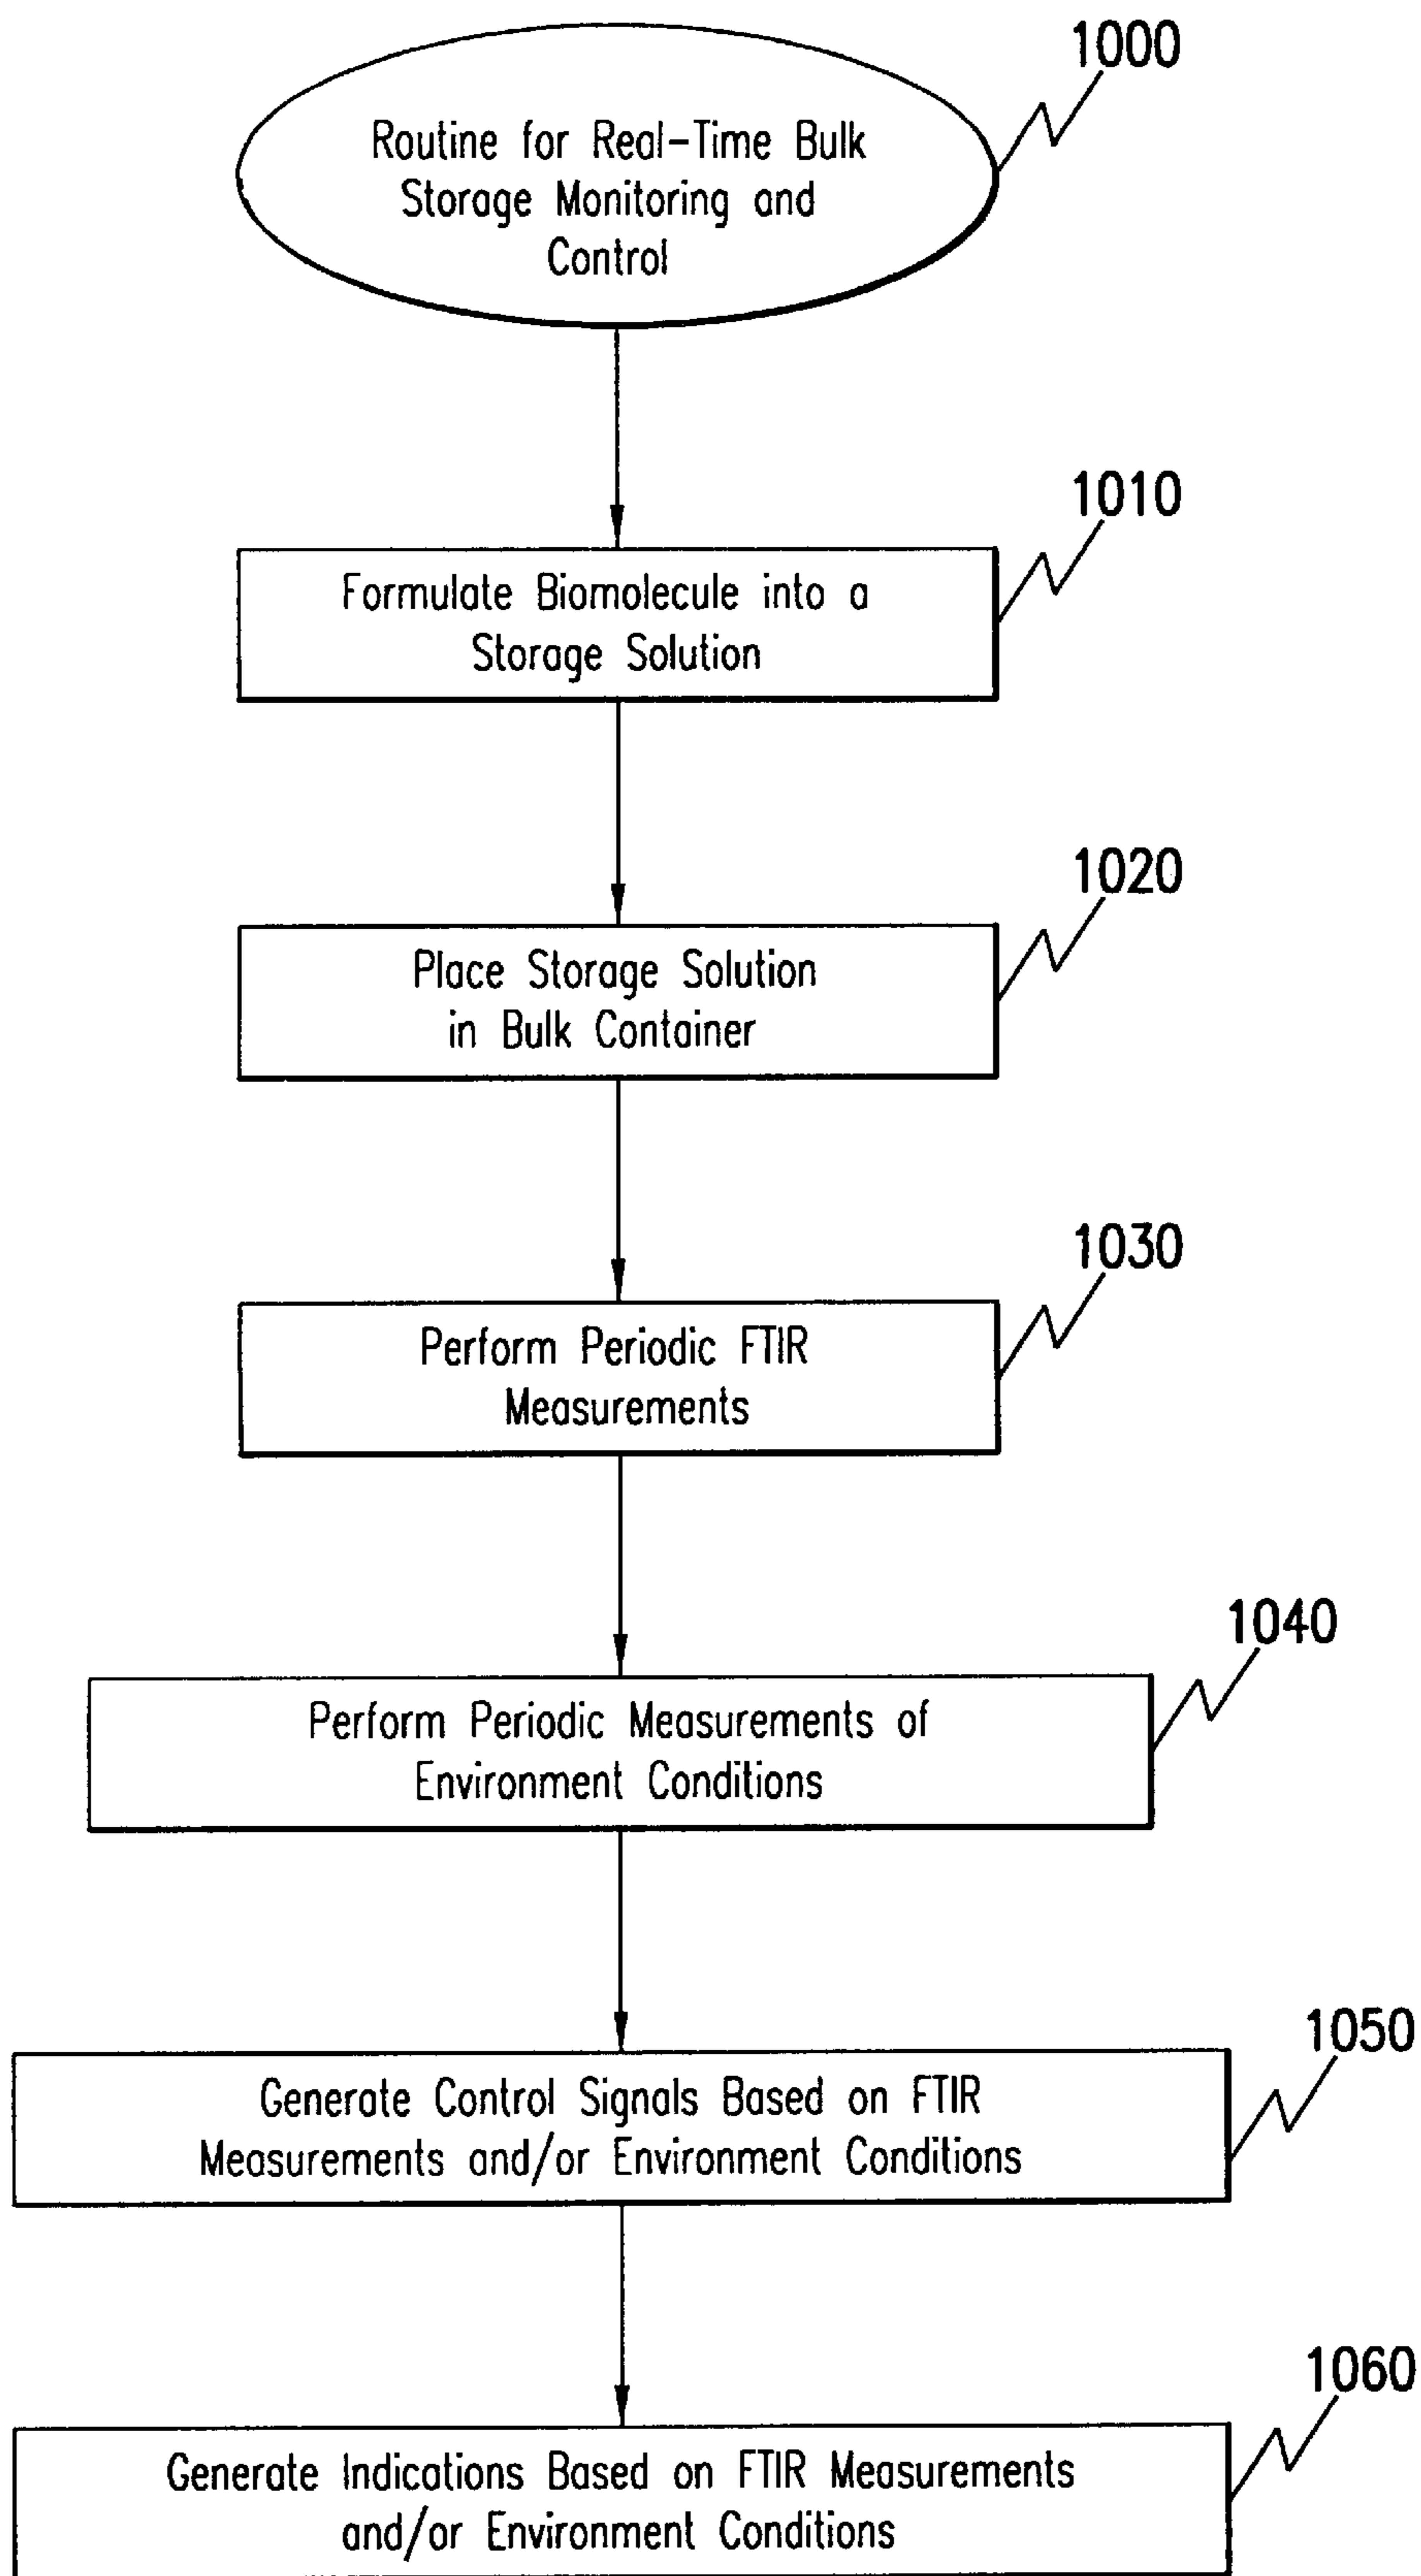 1000
Routine for Real-Time Bulk
Storage Monitoring and
Control
1010
Formulate Biomolecule into a
Storage Solution
1020
Place Storage Solution
in Bulk Container
1030
Perform Periodic FTIR
Measurements
1040
Perform Periodic Measurements of
Environment Conditions
1050
Generate Control Signals Based on FTIR
Measurements and/or Environment Conditions
1060
Generate Indications Based on FTIR Measurements
and/or Environment Conditions